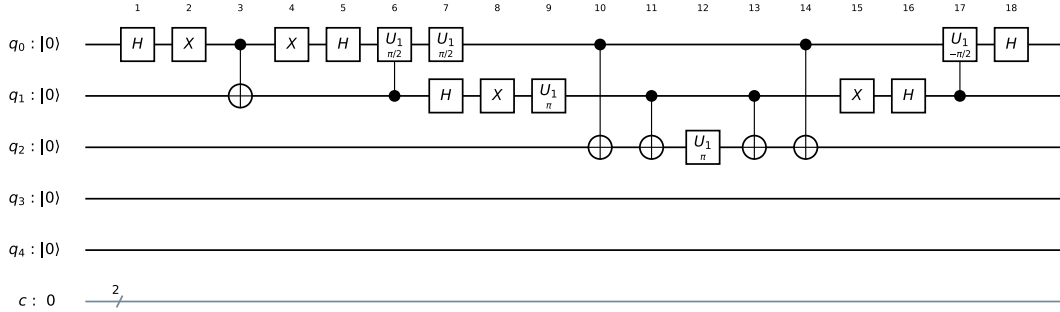 1 2 3 4 5 6 7 8 9 10 11 12 13 14 15 16 17 18
q₀ : |0⟩ H X X H U₁ π/2 U₁ π/2 U₁ −π/2 H
q₁ : |0⟩ H X U₁ π X H
q₂ : |0⟩ U₁ π
q₃ : |0⟩
q₄ : |0⟩
2
c : 0